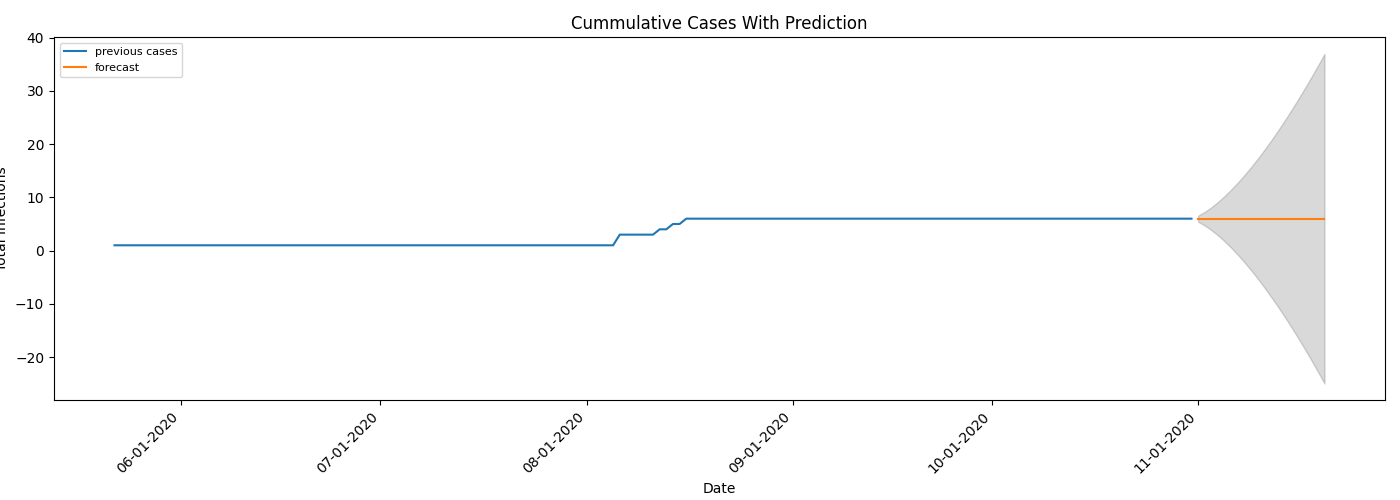 Cummulative Cases With Prediction
previous cases
forecast
40
30
20
10
0
−10
−20
Total Infections
06-01-2020
07-01-2020
08-01-2020
09-01-2020
10-01-2020
11-01-2020
Date